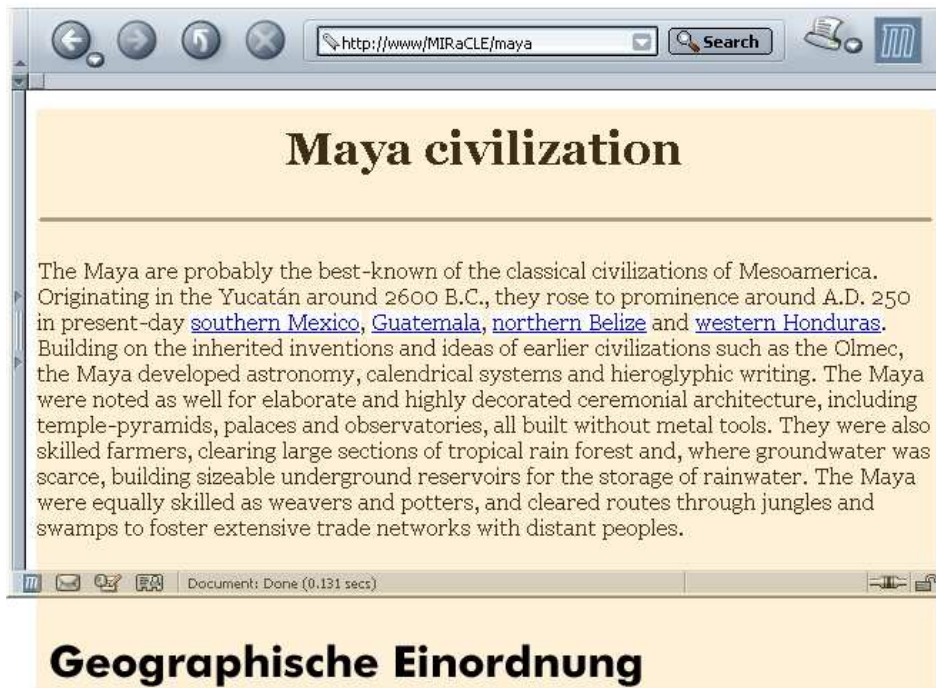 http://www/MIRaCLE/maya
Search
Maya civilization
The Maya are probably the best-known of the classical civilizations of Mesoamerica.
Originating in the Yucatán around 2600 B.C., they rose to prominence around A.D. 250
in present-day southern Mexico, Guatemala, northern Belize and western Honduras.
Building on the inherited inventions and ideas of earlier civilizations such as the Olmec,
the Maya developed astronomy, calendrical systems and hieroglyphic writing. The Maya
were noted as well for elaborate and highly decorated ceremonial architecture, including
temple-pyramids, palaces and observatories, all built without metal tools. They were also
skilled farmers, clearing large sections of tropical rain forest and, where groundwater was
scarce, building sizeable underground reservoirs for the storage of rainwater. The Maya
were equally skilled as weavers and potters, and cleared routes through jungles and
swamps to foster extensive trade networks with distant peoples.
Document: Done (0.131 secs)
Geographische Einordnung